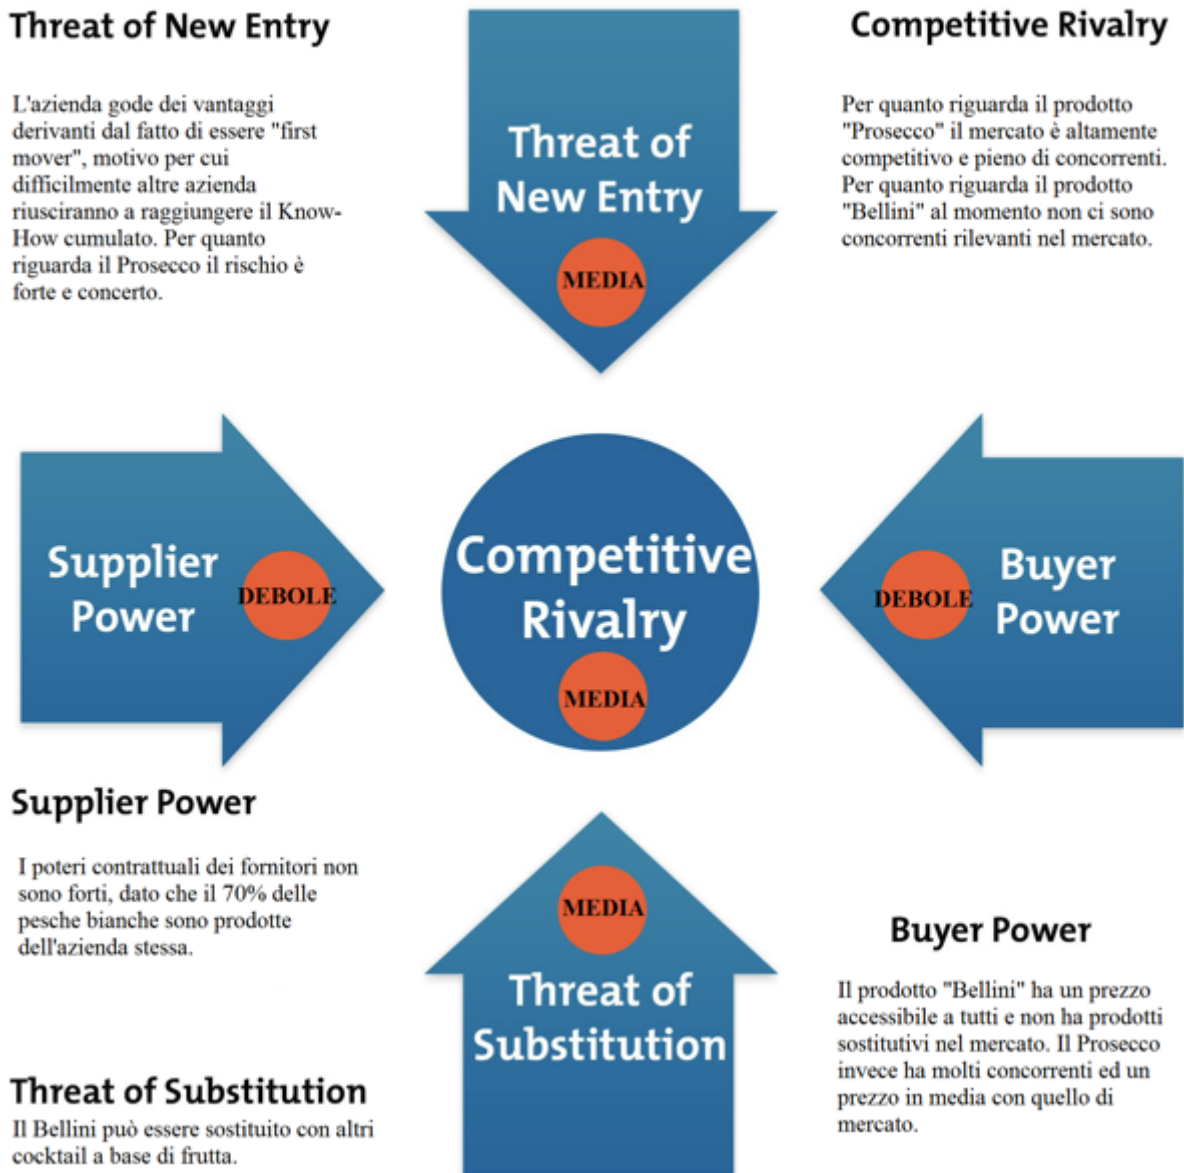 Threat of New Entry
L'azienda gode dei vantaggi
derivanti dal fatto di essere "first
mover", motivo per cui
difficilmente altre azienda
riusciranno a raggiungere il Know-
How cumulato. Per quanto
riguarda il Prosecco il rischio è
forte e concerto.
Threat of
New Entry
MEDIA
Competitive Rivalry
Per quanto riguarda il prodotto
"Prosecco" il mercato è altamente
competitivo e pieno di concorrenti.
Per quanto riguarda il prodotto
"Bellini" al momento non ci sono
concorrenti rilevanti nel mercato.
Supplier
Power
DEBOLE
Competitive
Rivalry
MEDIA
DEBOLE
Buyer
Power
Supplier Power
I poteri contrattuali dei fornitori non
sono forti, dato che il 70% delle
pesche bianche sono prodotte
dell'azienda stessa.
Threat of Substitution
Il Bellini può essere sostituito con altri
cocktail a base di frutta.
MEDIA
Threat of
Substitution
Buyer Power
Il prodotto "Bellini" ha un prezzo
accessibile a tutti e non ha prodotti
sostitutivi nel mercato. Il Prosecco
invece ha molti concorrenti ed un
prezzo in media con quello di
mercato.